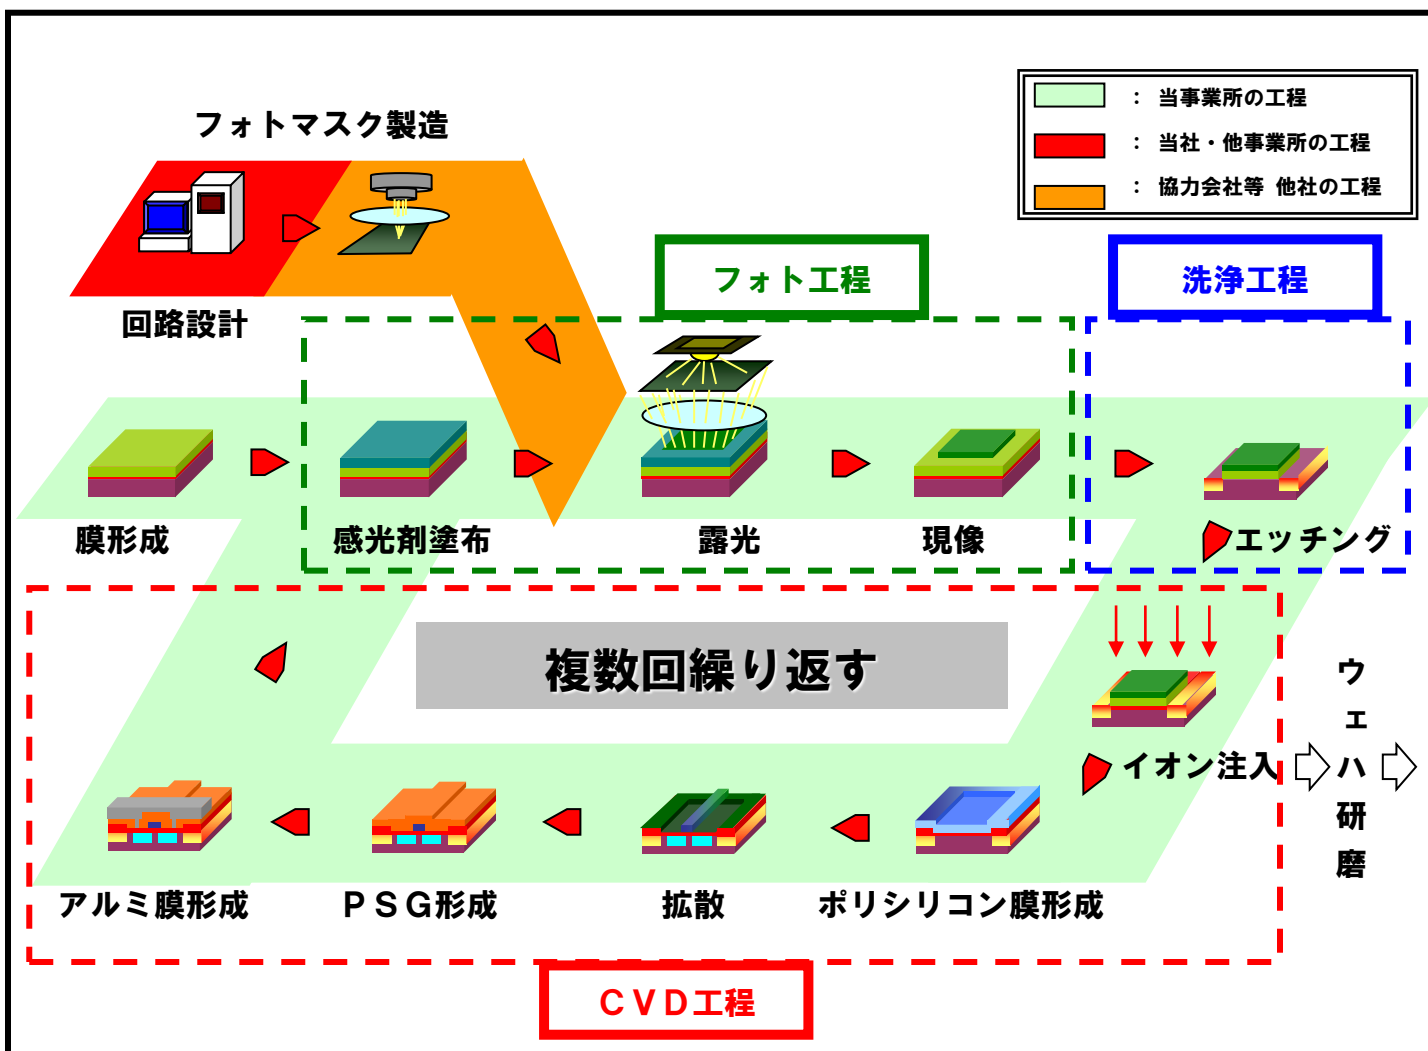 フォトマスク製造
： 当事業所の工程
： 当社・他事業所の工程
： 協力会社等 他社の工程
回路設計
フォト工程
洗浄工程
膜形成
感光剤塗布
露光
現像
エッチング
複数回繰り返す
イオン注入
ウェハ研磨
アルミ膜形成
ＰＳＧ形成
拡散
ポリシリコン膜形成
ＣＶＤ工程